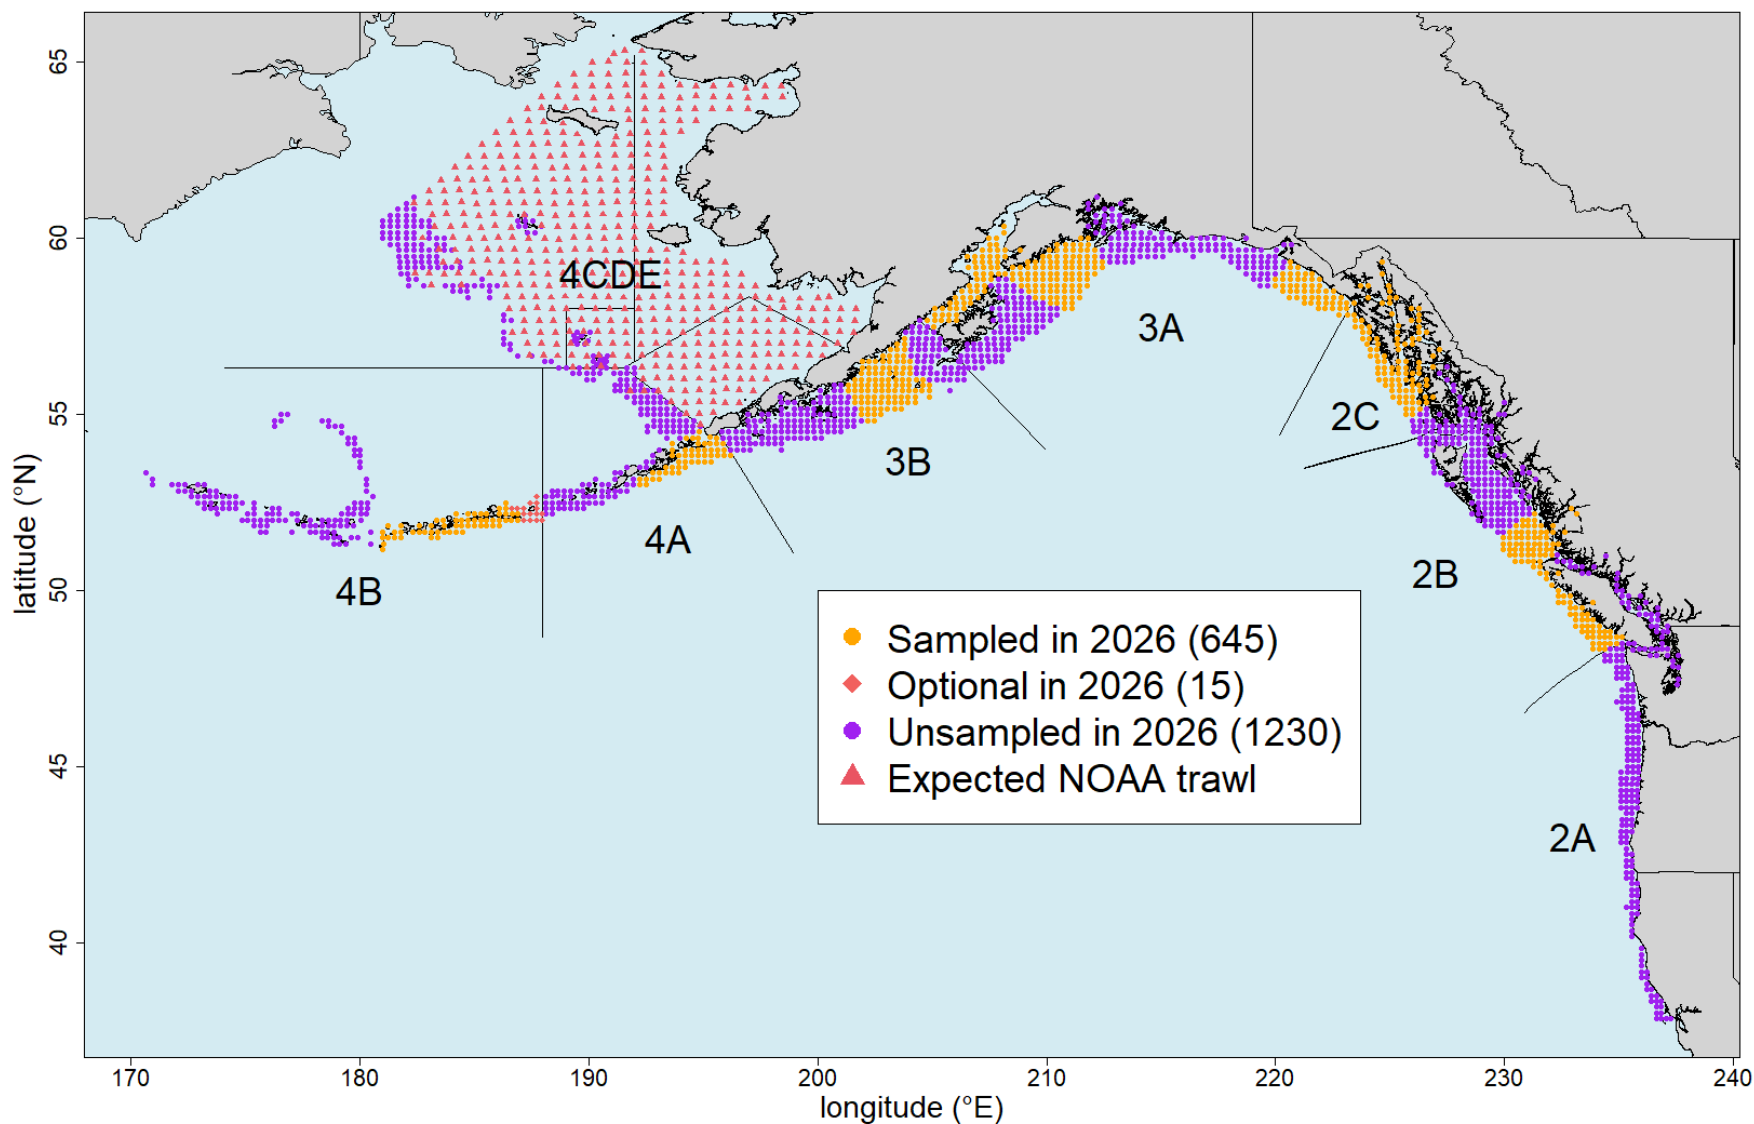 65
60
55
50
45
40
latitude (°N)
4CDE
3A
2C
3B
4A
2B
4B
2A
Sampled in 2026 (645)
Optional in 2026 (15)
Unsampled in 2026 (1230)
Expected NOAA trawl
170
180
190
200
210
220
230
240
longitude (°E)